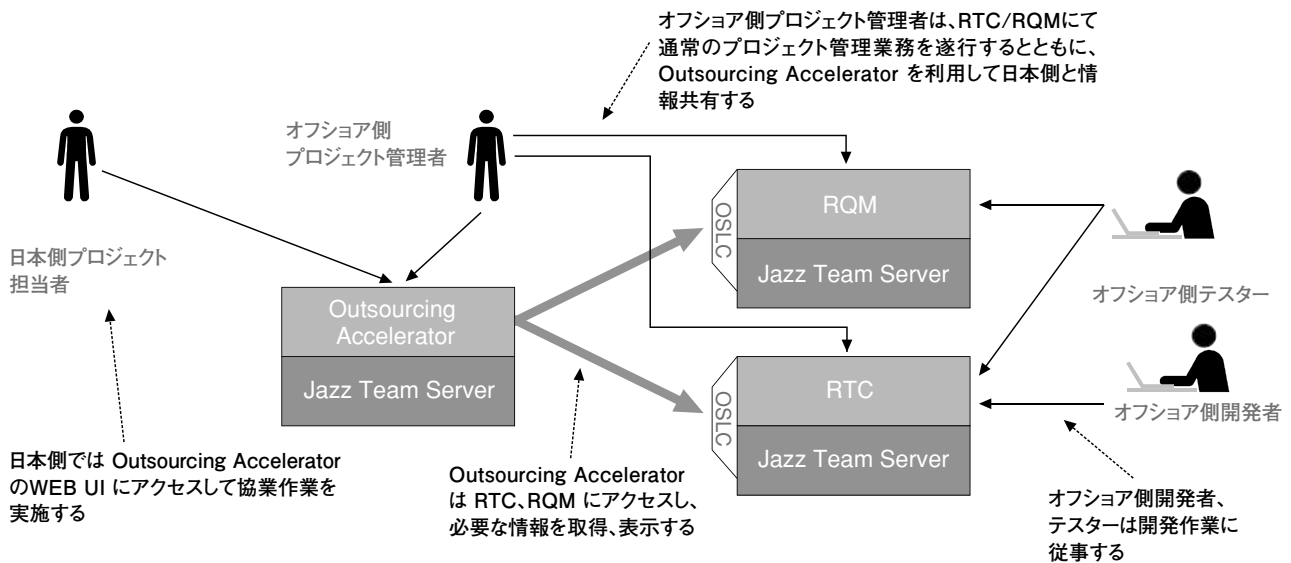 オフショア側プロジェクト管理者は、RTC/RQMにて
通常のプロジェクト管理業務を遂行するとともに、
Outsourcing Accelerator を利用して日本側と情
報共有する
オフショア側
プロジェクト管理者
日本側プロジェクト
担当者
OSLC
RQM
Jazz Team Server
オフショア側テスター
Outsourcing
Accelerator
Jazz Team Server
OSLC
RTC
Jazz Team Server
オフショア側開発者
日本側では Outsourcing Accelerator
のWEB UI にアクセスして協業作業を
実施する
Outsourcing Accelerator
は RTC、RQM にアクセスし、
必要な情報を取得、表示する
オフショア側開発者、
テスターは開発作業に
従事する